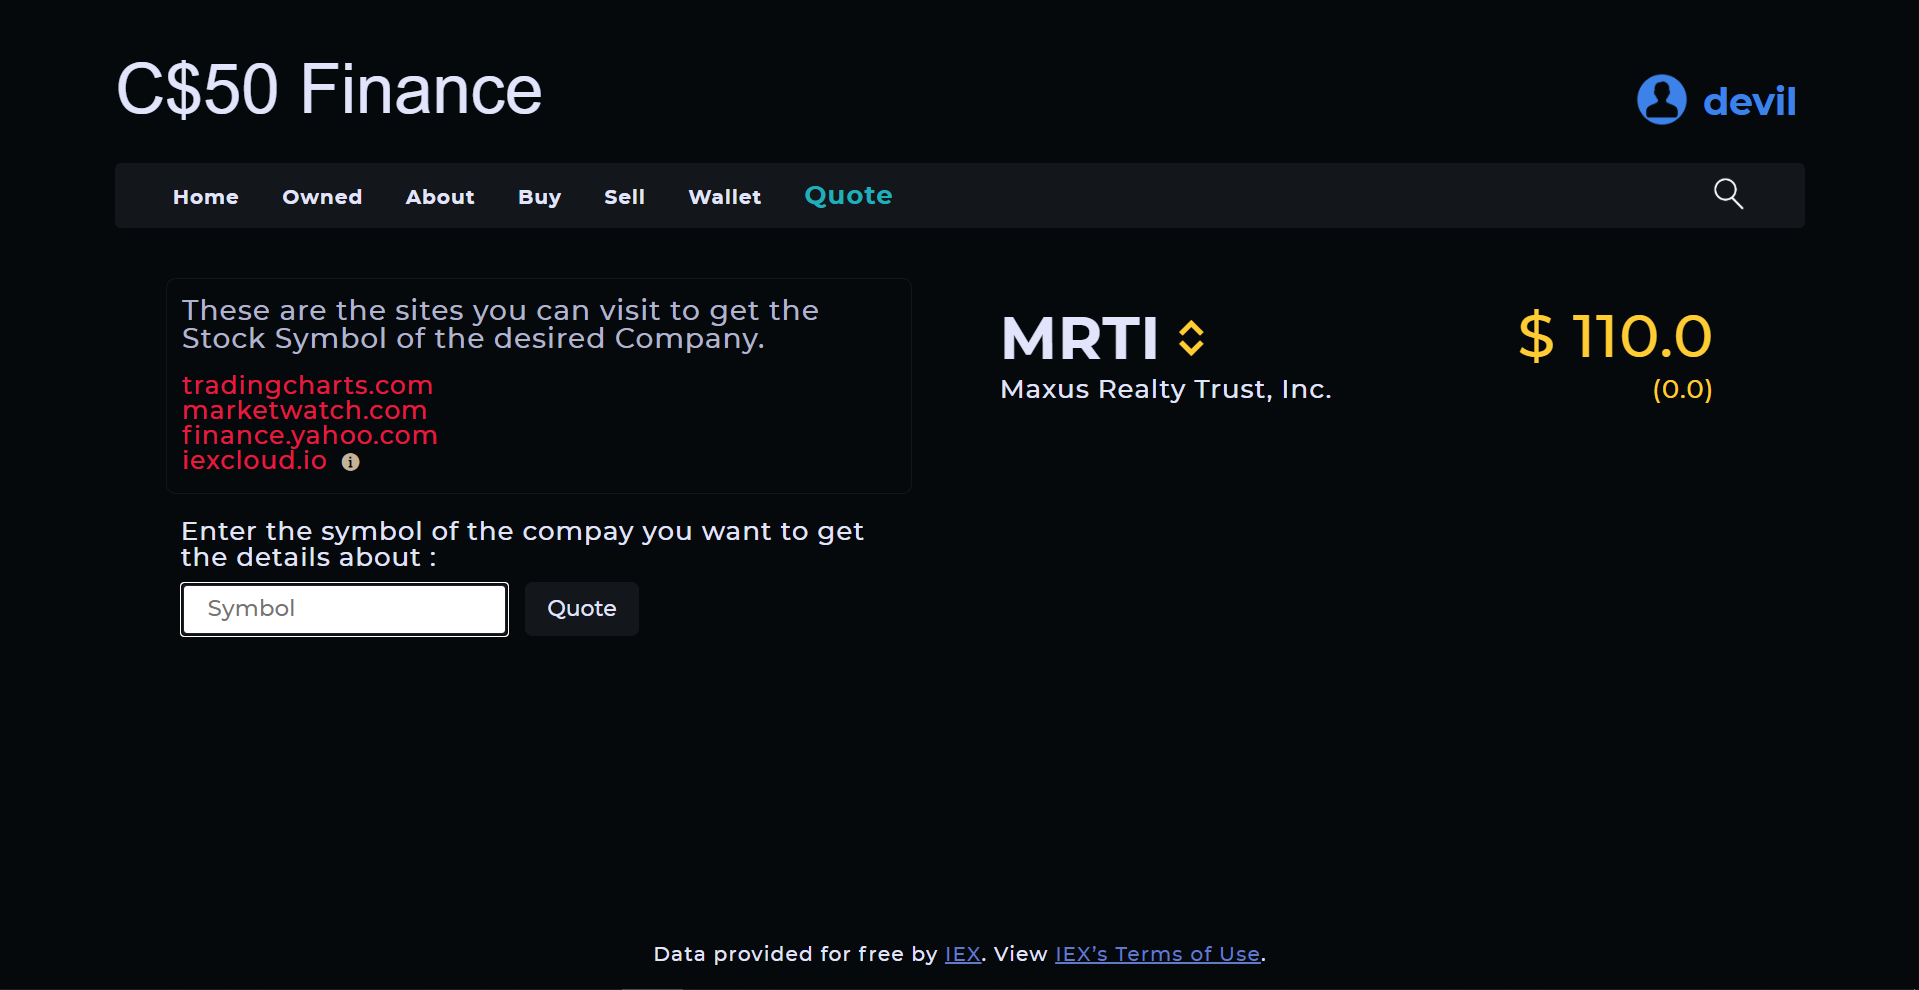 C$50 Finance
devil
Home Owned About Buy Sell Wallet Quote
These are the sites you can visit to get the
Stock Symbol of the desired Company.
tradingcharts.com
marketwatch.com
finance.yahoo.com
iexcloud.io
Enter the symbol of the compay you want to get
the details about :
Symbol
Quote
MRTI
$ 110.0
Maxus Realty Trust, Inc.
(0.0)
Data provided for free by IEX. View IEX’s Terms of Use.